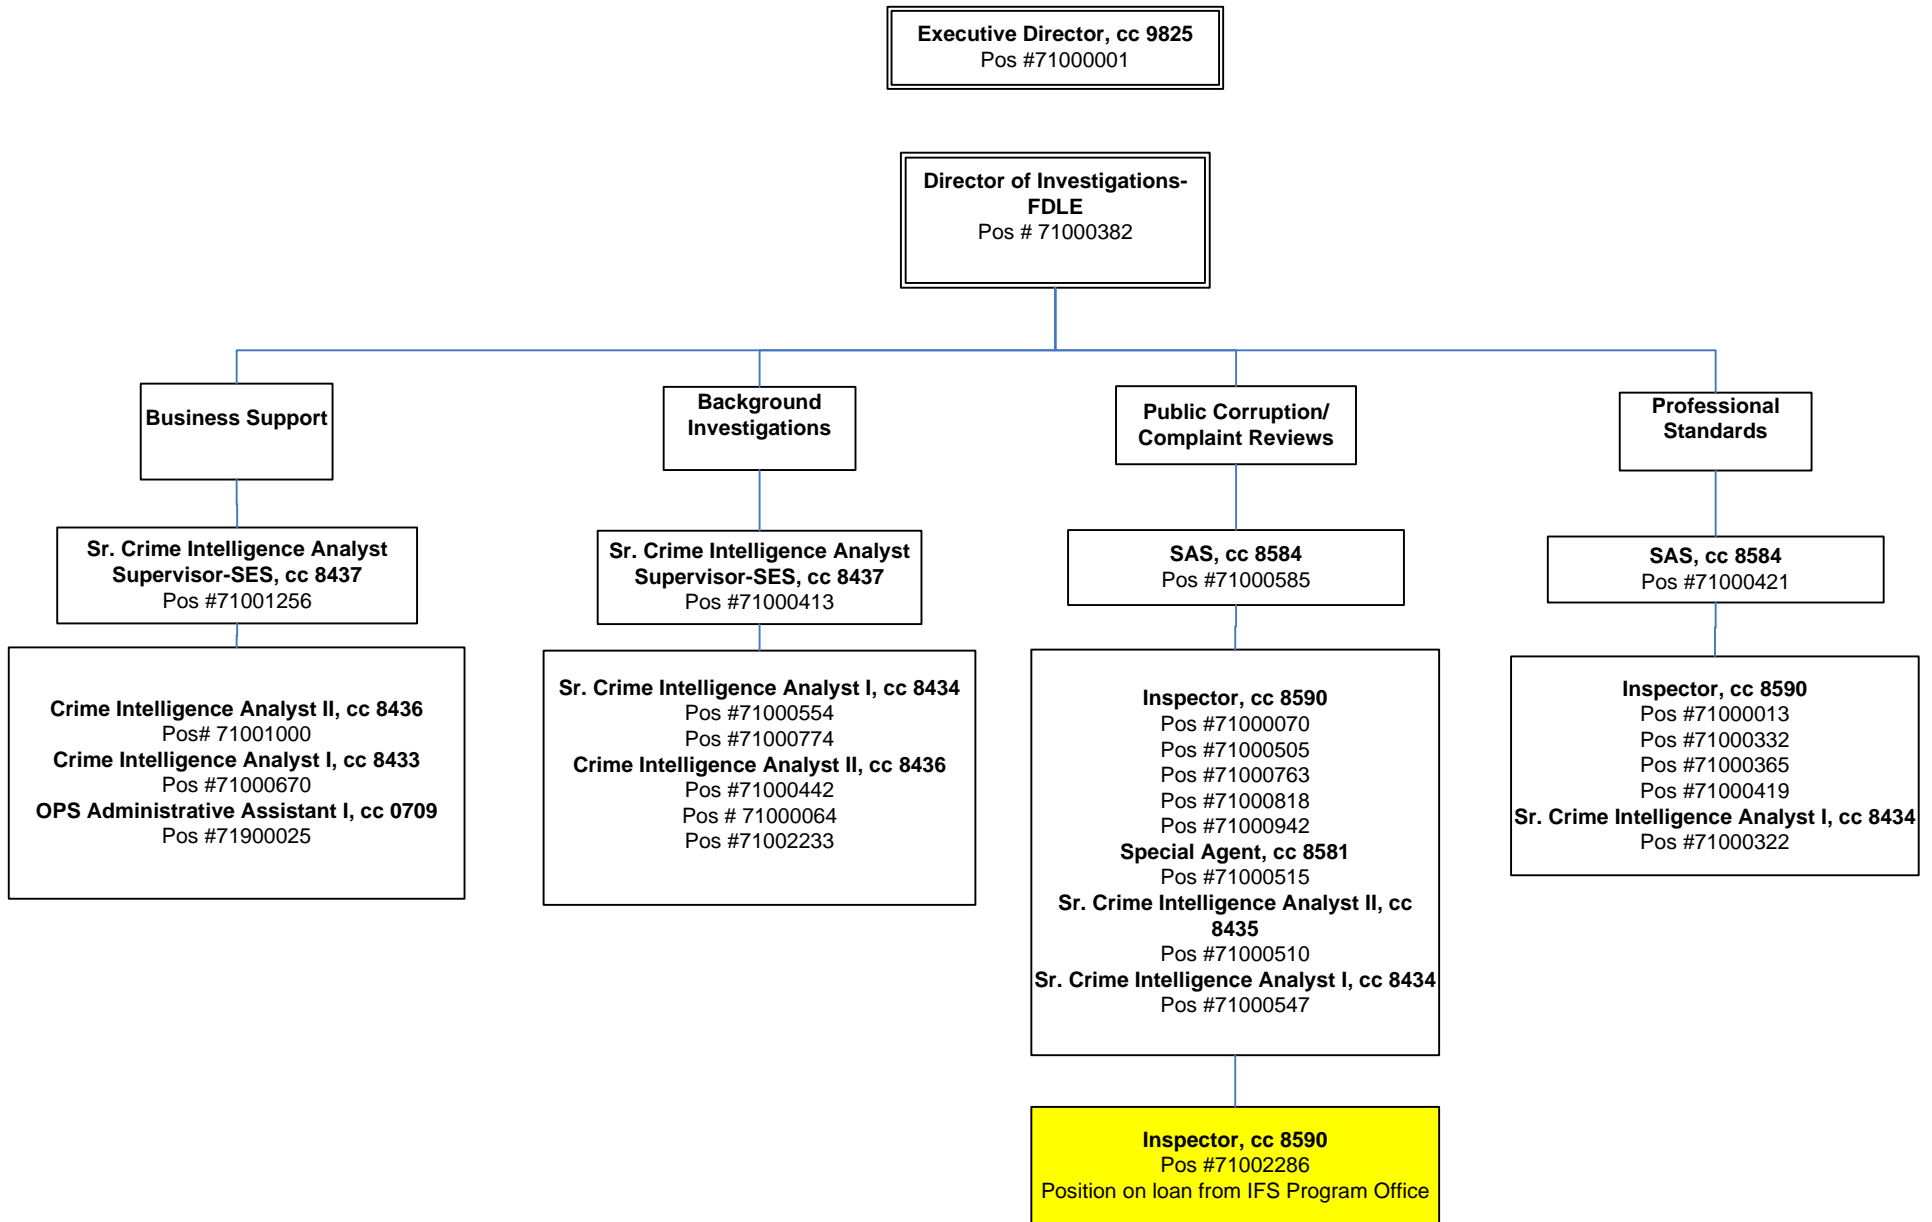 Executive Director, cc 9825
Pos #71000001
Director of Investigations-
FDLE
Pos # 71000382
Business Support
Background
Investigations
Public Corruption/
Complaint Reviews
Professional
Standards
Sr. Crime Intelligence Analyst
Supervisor-SES, cc 8437
Pos #71001256
Sr. Crime Intelligence Analyst
Supervisor-SES, cc 8437
Pos #71000413
SAS, cc 8584
Pos #71000585
SAS, cc 8584
Pos #71000421
Crime Intelligence Analyst II, cc 8436
Pos# 71001000
Crime Intelligence Analyst I, cc 8433
Pos #71000670
OPS Administrative Assistant I, cc 0709
Pos #71900025
Sr. Crime Intelligence Analyst I, cc 8434
Pos #71000554
Pos #71000774
Crime Intelligence Analyst II, cc 8436
Pos #71000442
Pos # 71000064
Pos #71002233
Inspector, cc 8590
Pos #71000070
Pos #71000505
Pos #71000763
Pos #71000818
Pos #71000942
Special Agent, cc 8581
Pos #71000515
Sr. Crime Intelligence Analyst II, cc
8435
Pos #71000510
Sr. Crime Intelligence Analyst I, cc 8434
Pos #71000547
Inspector, cc 8590
Pos #71000013
Pos #71000332
Pos #71000365
Pos #71000419
Sr. Crime Intelligence Analyst I, cc 8434
Pos #71000322
Inspector, cc 8590
Pos #71002286
Position on loan from IFS Program Office